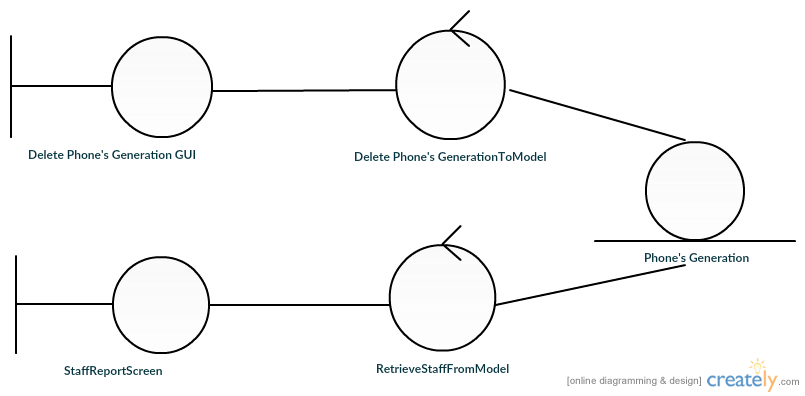 Delete Phone's Generation GUI
Delete Phone's GenerationToModel
Phone's Generation
StaffReportScreen
RetrieveStaffFromModel
[online diagramming & design] creately.com